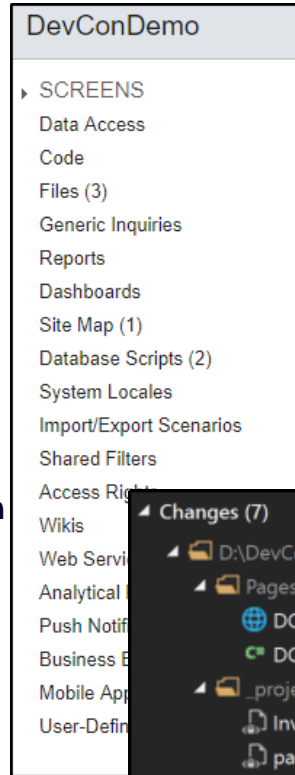 DevConDemo
SCREENS
Data Access
Code
Files (3)
Generic Inquiries
Reports
Dashboards
Site Map (1)
Database Scripts (2)
System Locales
Import/Export Scenarios
Shared Filters
Access Rights
Wikis
Web Servi
Analytical
Push Notif
Business E
Mobile App
User-Defin
Changes (7)
D:\DevCo
Pages
DC
DC
_proje
Inv
pa